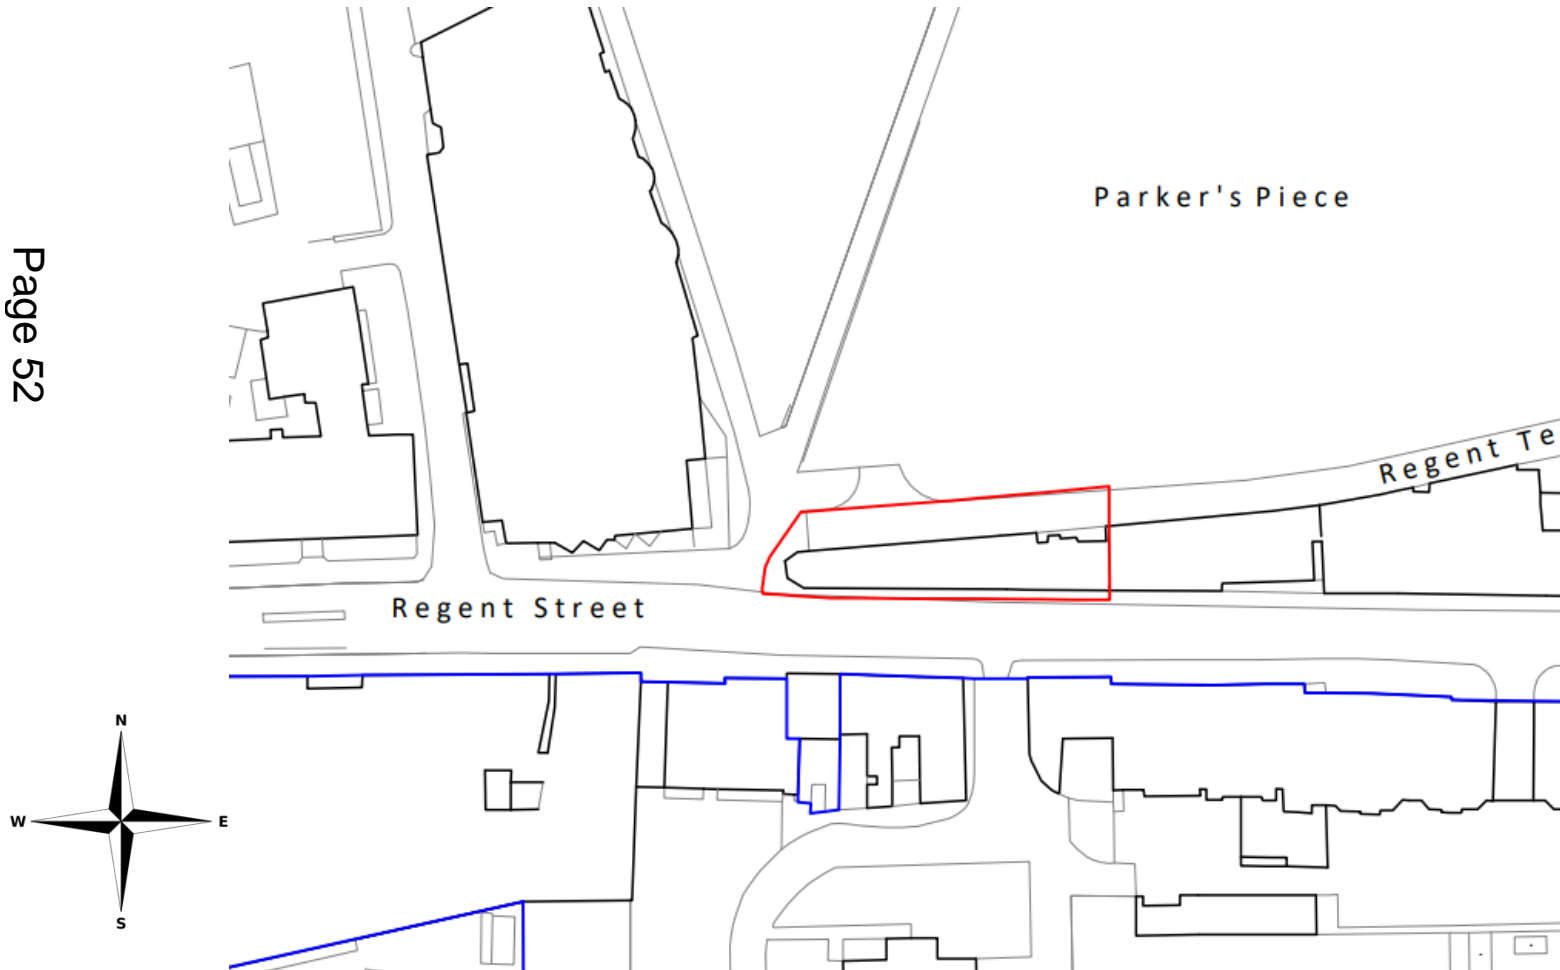 Page 52
Parker's Piece
Regent Te
Regent Street
N
W E
S